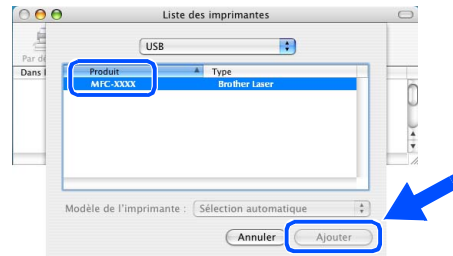 Liste des imprimantes
USB
Par dé
Dans l
Produit Type
MFC-XXXX Brother Laser
Modèle de l'imprimante : Sélection automatique
Annuler Ajouter